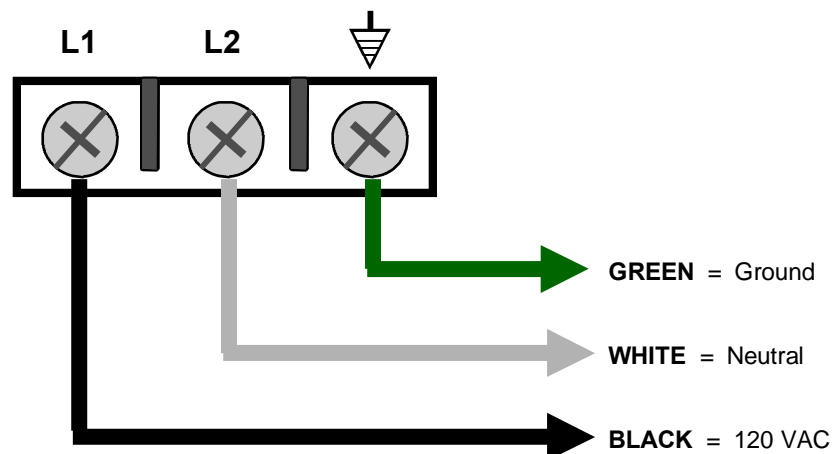 L1 L2
GREEN = Ground
WHITE = Neutral
BLACK = 120 VAC